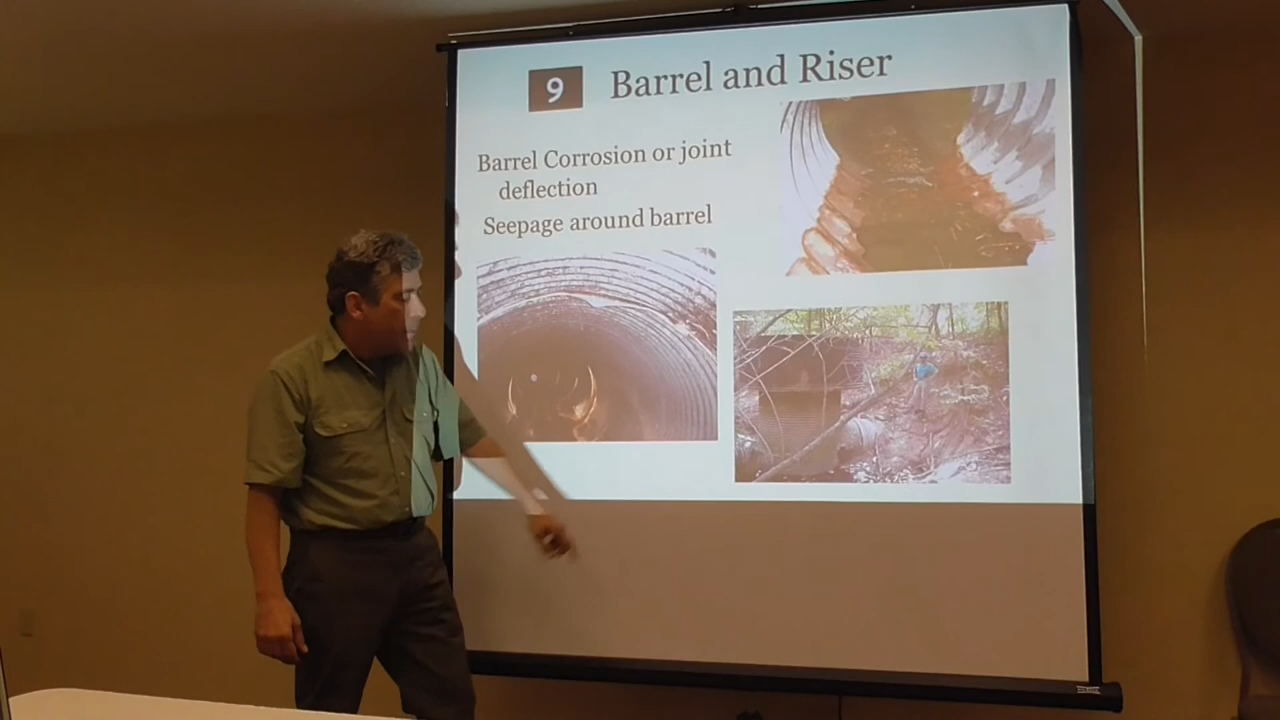 9 Barrel and Riser
Barrel Corrosion or joint
deflection
Seepage around barrel